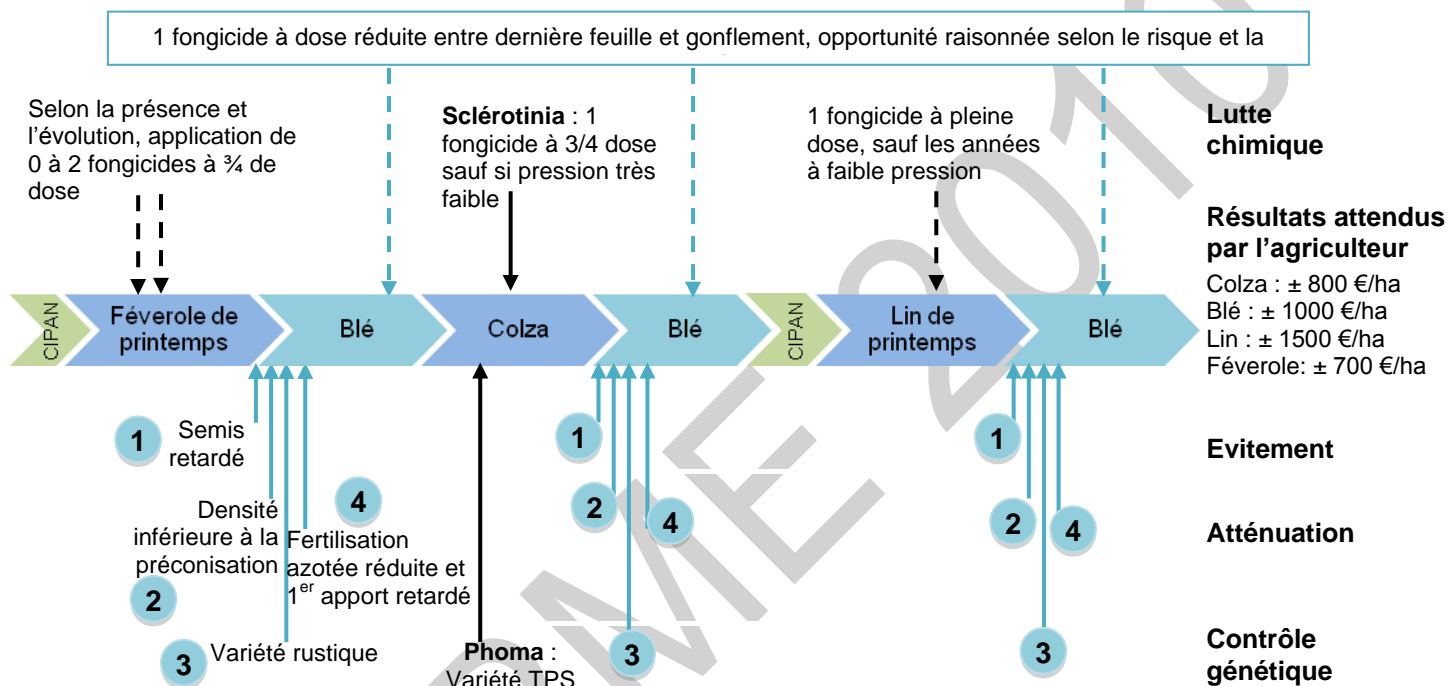 1 fongicide à dose réduite entre dernière feuille et gonflement, opportunité raisonnée selon le risque et la
Selon la présence et
l'évolution, application de
0 à 2 fongicides à ¾ de
dose
Sclérotinia : 1
fongicide à 3/4 dose
sauf si pression très
faible
1 fongicide à pleine
dose, sauf les années
à faible pression
Lutte
chimique
Résultats attendus
par l'agriculteur
Colza : ± 800 €/ha
Blé : ± 1000 €/ha
Lin : ± 1500 €/ha
Féverole: ± 700 €/ha
CIPAN
Féverole de
printemps
Blé
Colza
Blé
CIPAN
Lin de
printemps
Blé
1
Semis
retardé
1
1
Evitement
Densité
inférieure à la
préconisation
2
4
Fertilisation
azotée réduite et
1er apport retardé
2
4
2
4
Atténuation
3
Variété rustique
Phoma :
Variété TPS
3
3
Contrôle
génétique
PME 2010